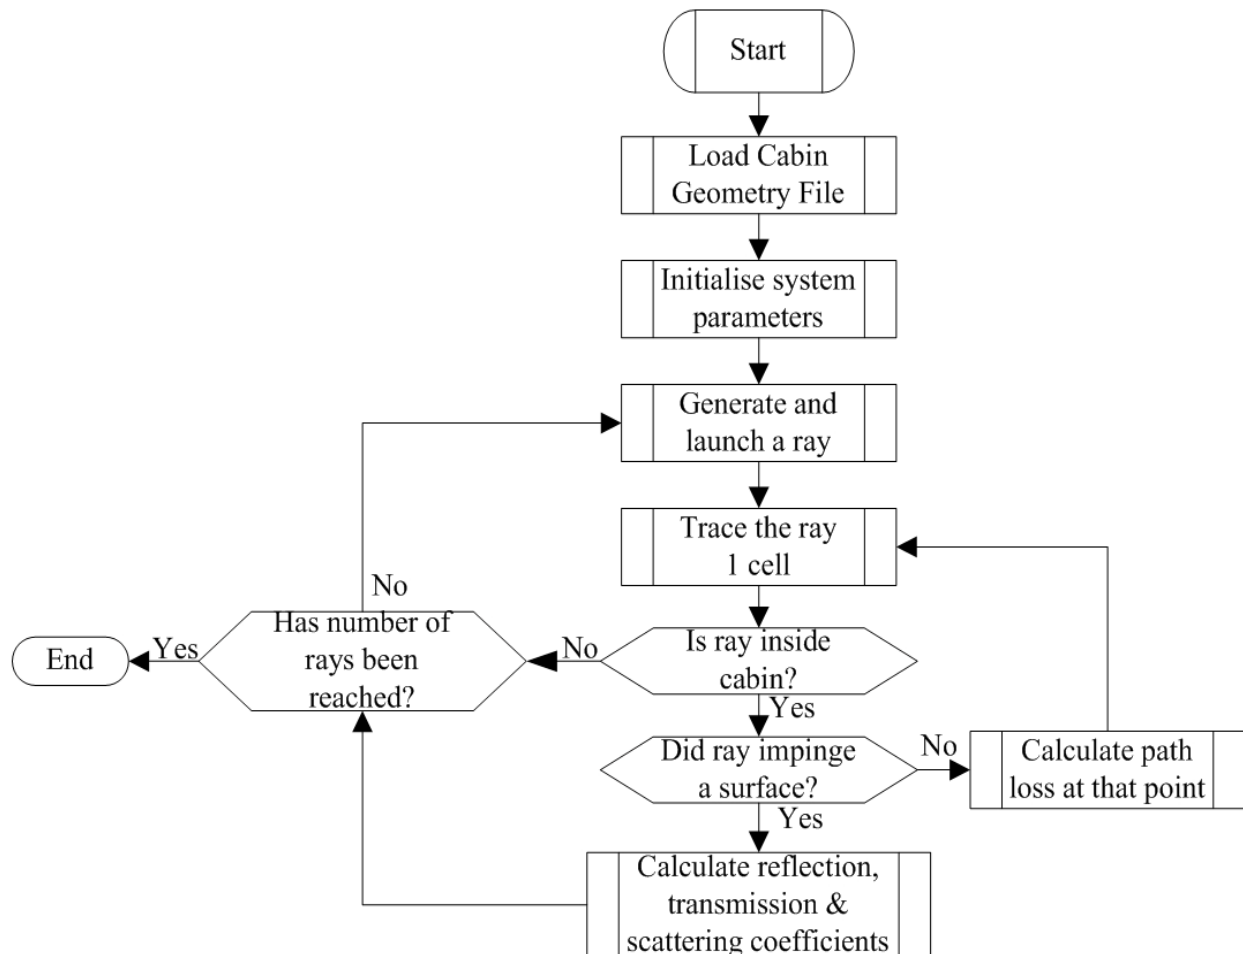 Start
Load Cabin
Geometry File
Initialise system
parameters
Generate and
launch a ray
Trace the ray
1 cell
No
Has number of
rays been
reached?
Yes
End
No
Is ray inside
cabin?
Yes
Did ray impinge
a surface?
No
Calculate path
loss at that point
Yes
Calculate reflection,
transmission &
scattering coefficients